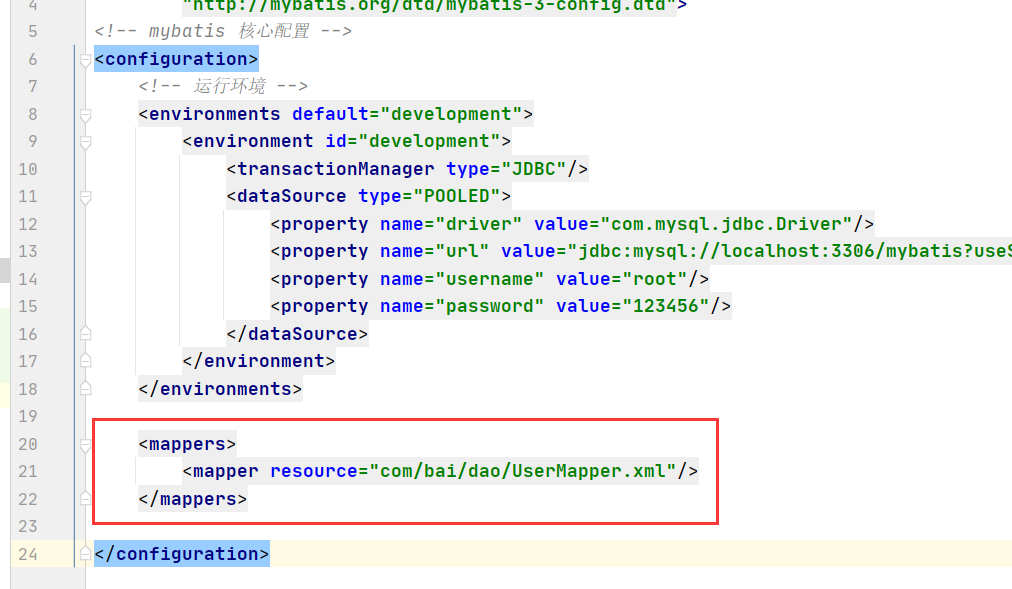 4 "http://mybatis.org/dtd/mybatis-3-config.dtd">
5 <!-- mybatis 核心配置 -->
6 <configuration>
7 <!-- 运行环境 -->
8 <environments default="development">
9 <environment id="development">
10 <transactionManager type="JDBC"/>
11 <dataSource type="POOLED">
12 <property name="driver" value="com.mysql.jdbc.Driver"/>
13 <property name="url" value="jdbc:mysql://localhost:3306/mybatis?useS
14 <property name="username" value="root"/>
15 <property name="password" value="123456"/>
16 </dataSource>
17 </environment>
18 </environments>
19
20 <mappers>
21 <mapper resource="com/bai/dao/UserMapper.xml"/>
22 </mappers>
23
24 </configuration>